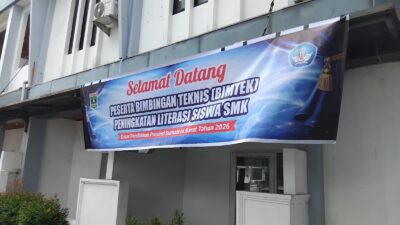 Selamat Datang
PESERTA BIMBINGAN TEKNIS (BIMTEK)
PENINGKATAN LITERASI SISWA SMK
Dinas Pendidikan Provinsi Sumatera Barat Tahun 2026